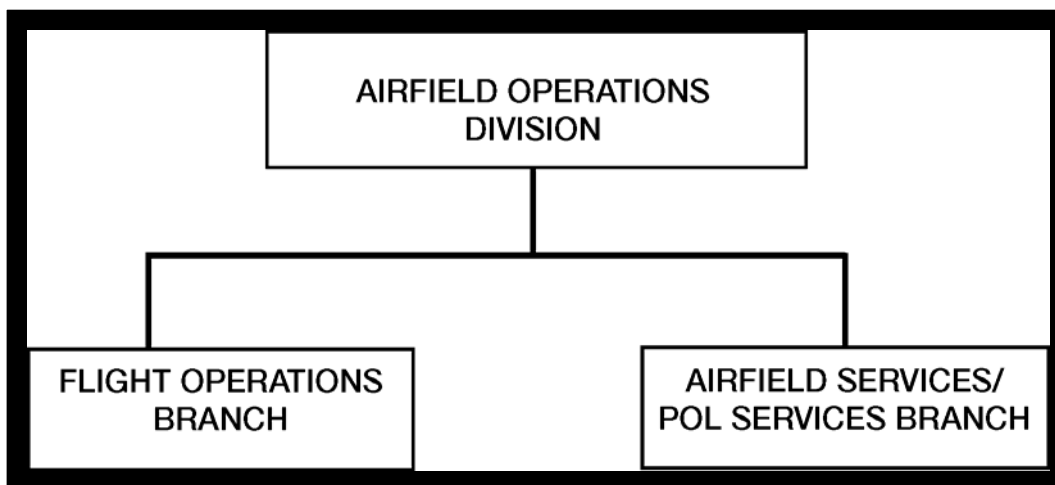 AIRFIELD OPERATIONS
DIVISION
FLIGHT OPERATIONS
BRANCH
AIRFIELD SERVICES/
POL SERVICES BRANCH